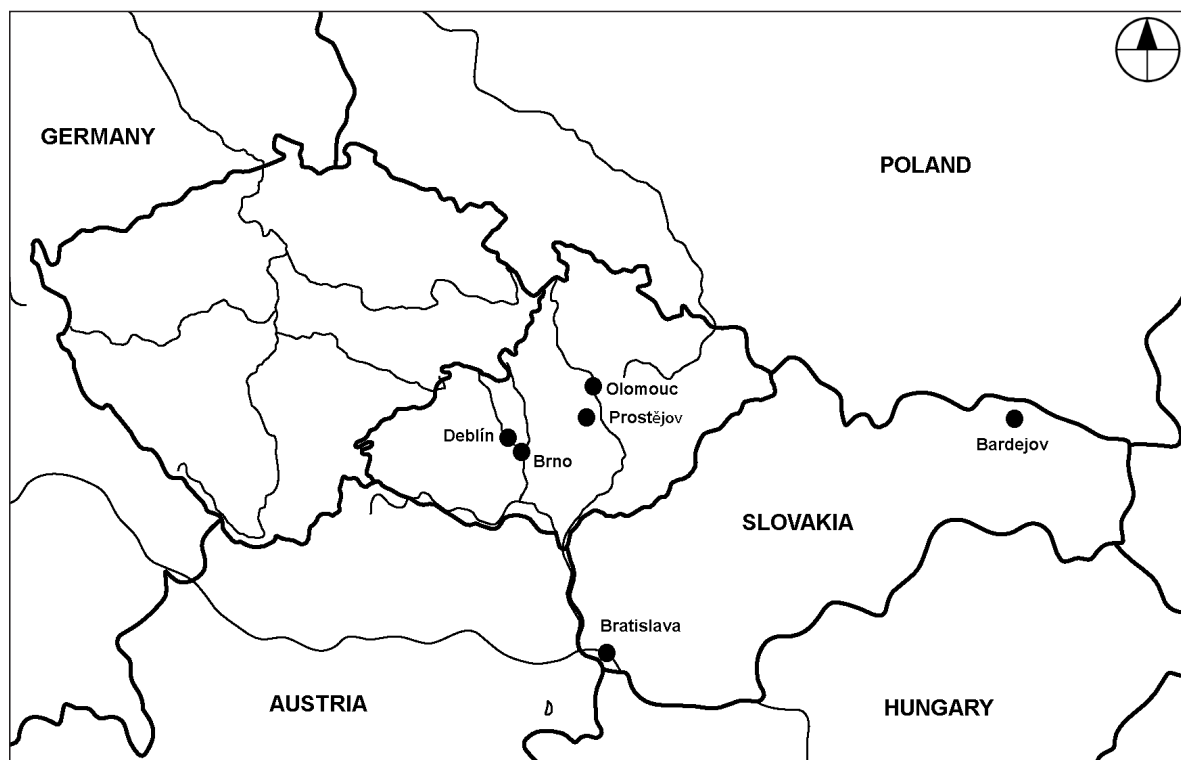 GERMANY
POLAND
Olomouc
Prostějov
Deblín
Brno
Bardejov
SLOVAKIA
Bratislava
AUSTRIA
HUNGARY